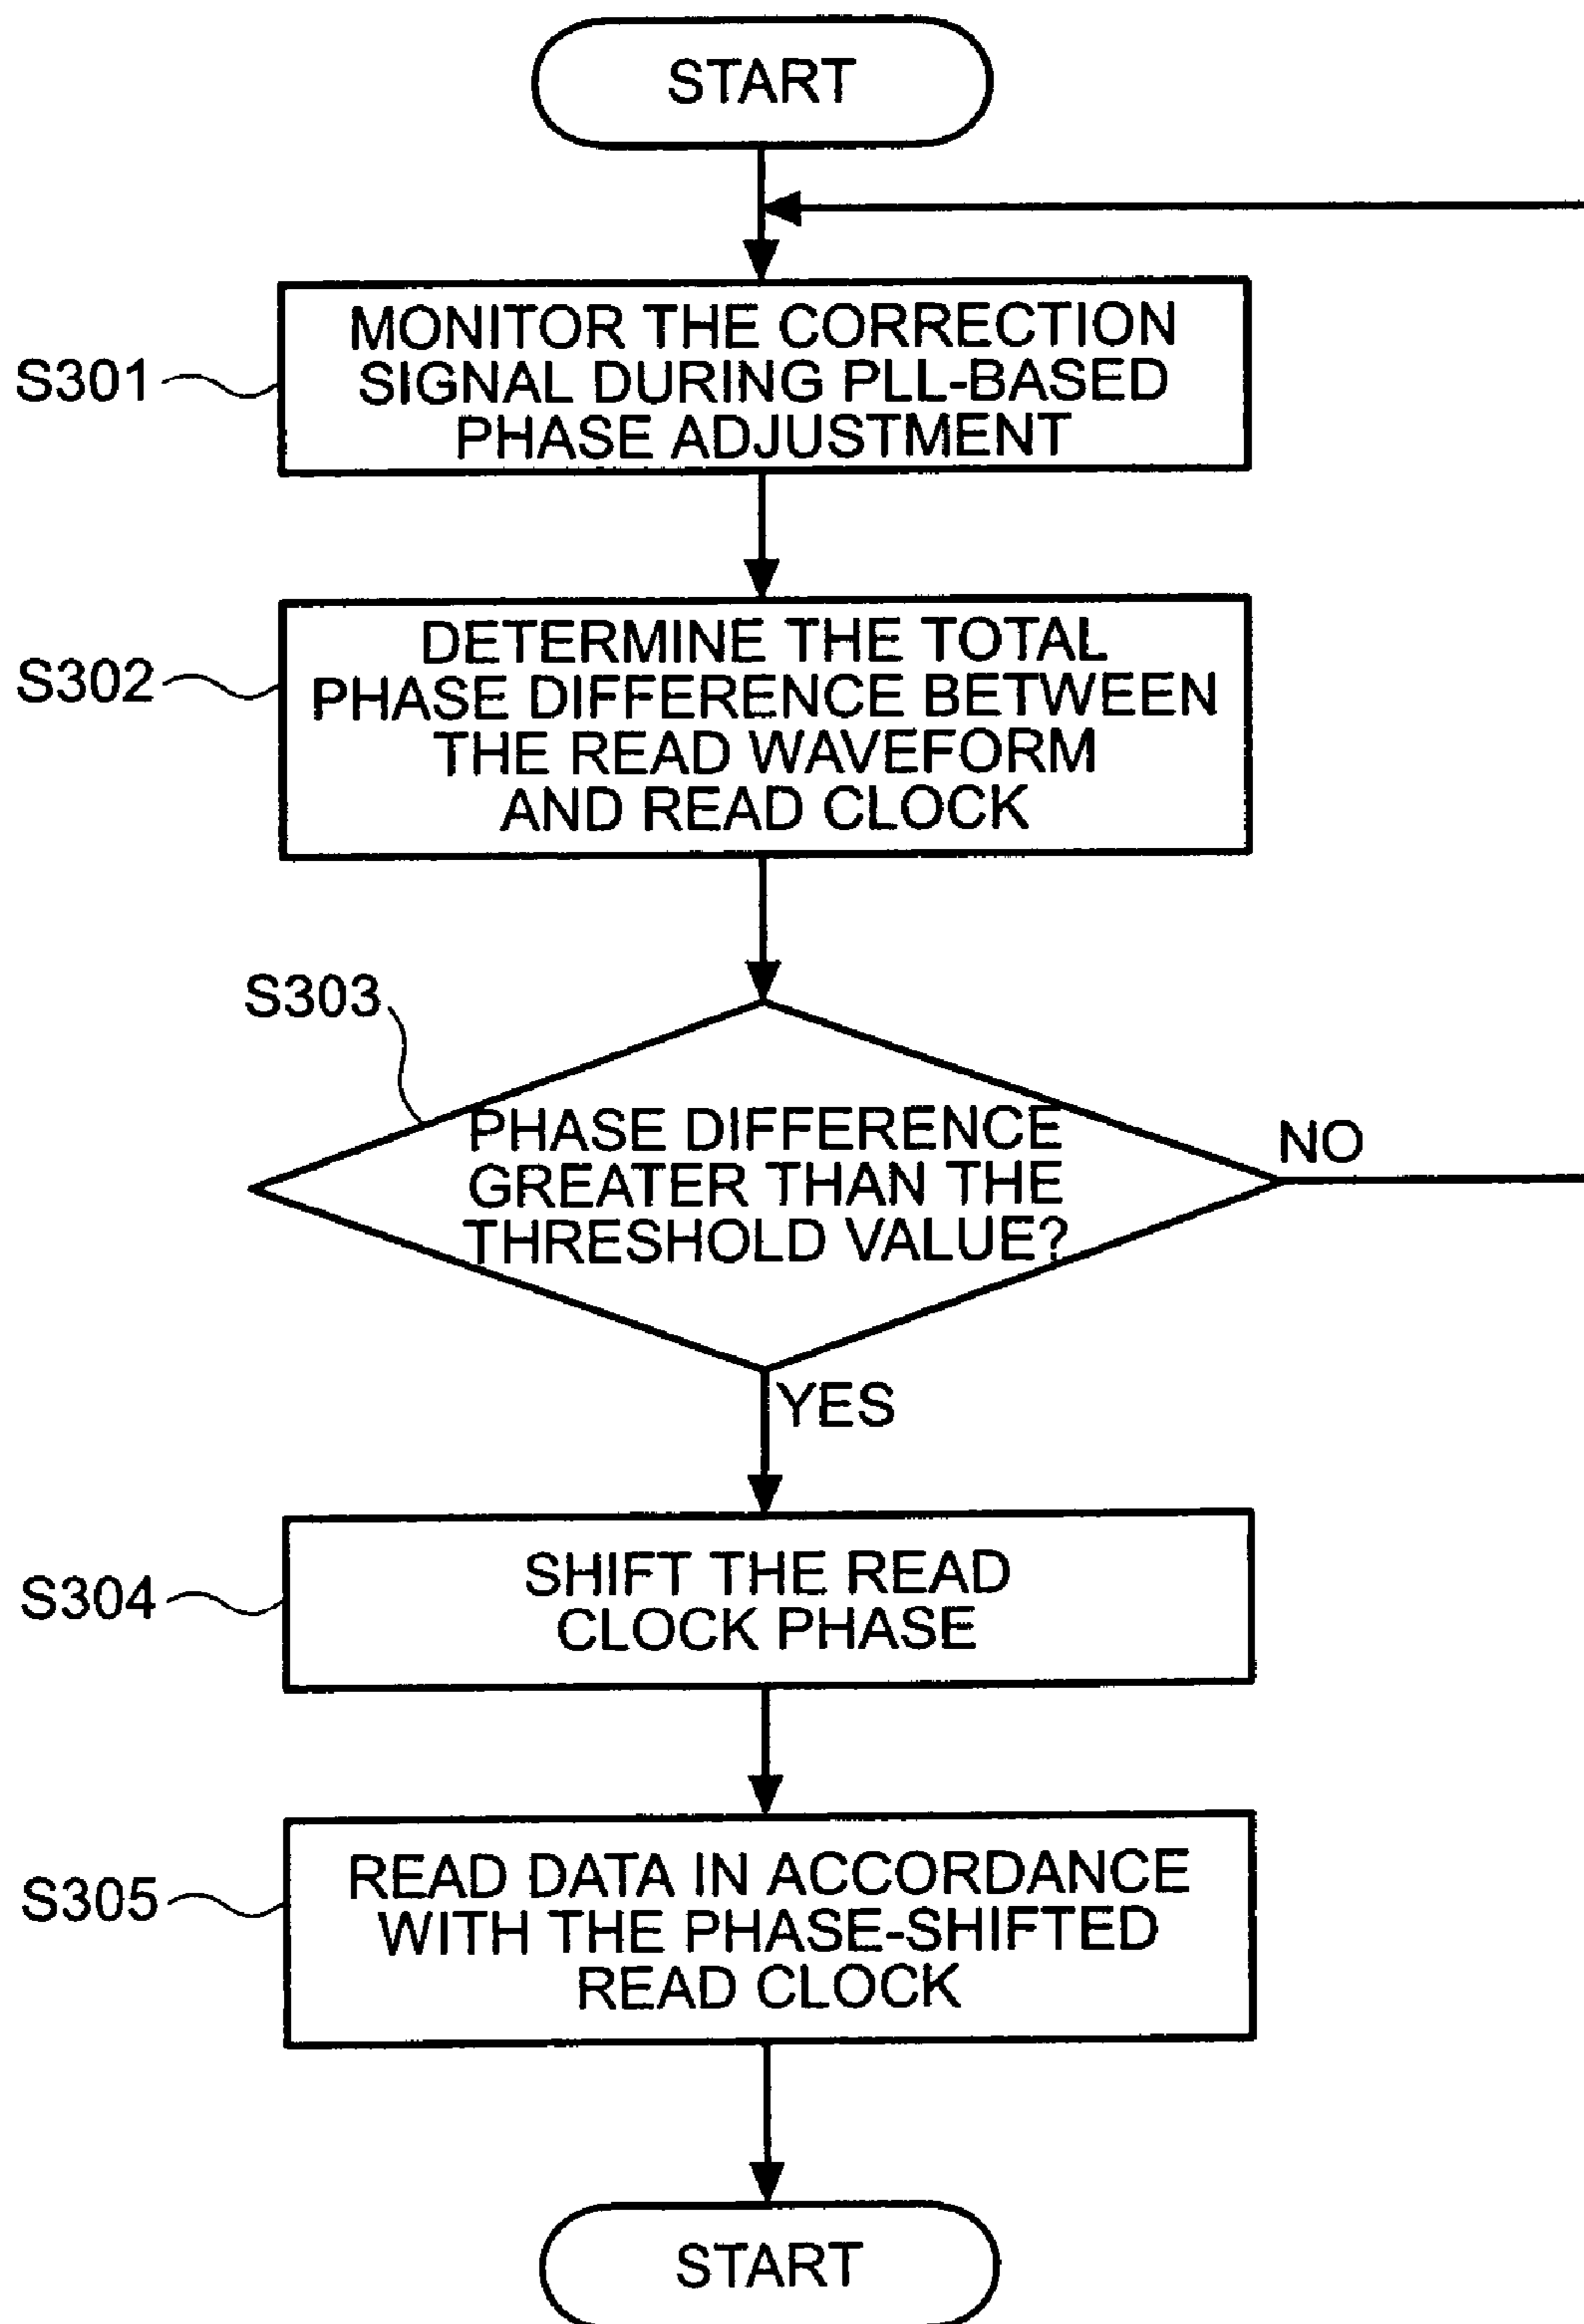 START
S301
MONITOR THE CORRECTION
SIGNAL DURING PLL-BASED
PHASE ADJUSTMENT
S302
DETERMINE THE TOTAL
PHASE DIFFERENCE BETWEEN
THE READ WAVEFORM
AND READ CLOCK
S303
PHASE DIFFERENCE
GREATER THAN THE
THRESHOLD VALUE?
NO
YES
S304
SHIFT THE READ
CLOCK PHASE
S305
READ DATA IN ACCORDANCE
WITH THE PHASE-SHIFTED
READ CLOCK
START